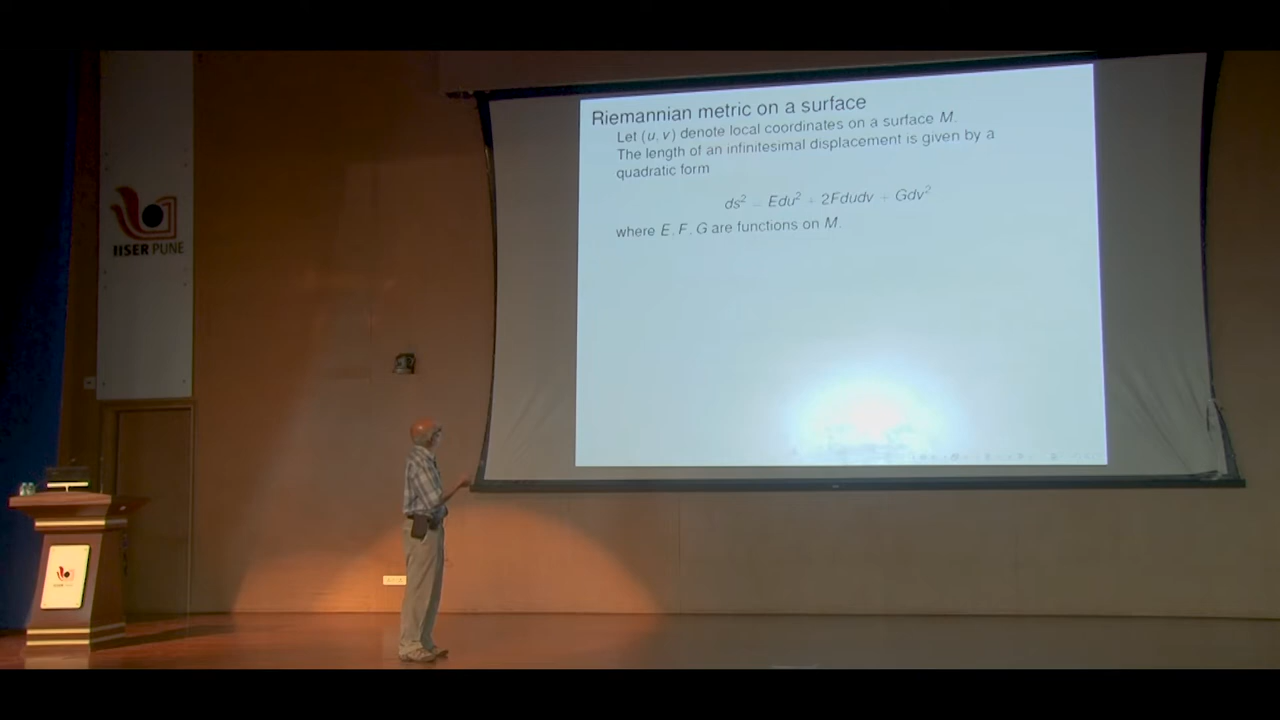 Riemannian metric on a surface
Let (u, v) denote local coordinates on a surface M.
The length of an infinitesimal displacement is given by a
quadratic form
ds² = Edu² + 2Fdudv + Gdv²
where E, F, G are functions on M.
IISER PUNE